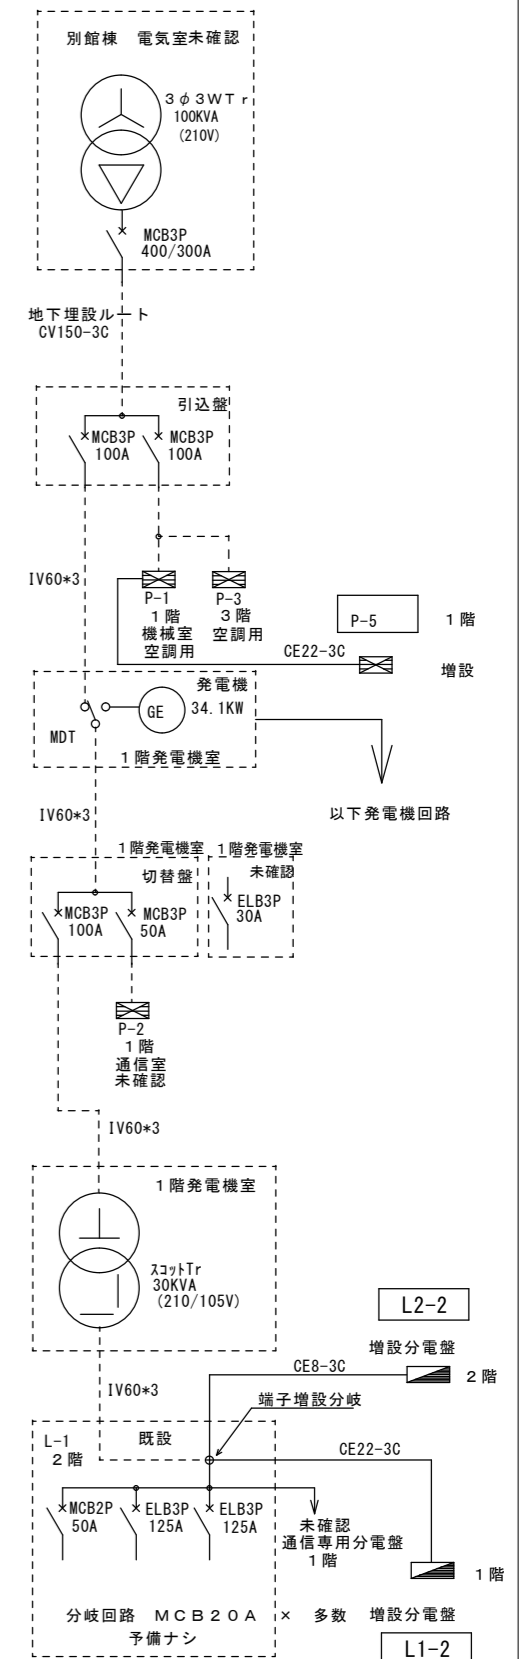 別館棟 電気室未確認
3φ3WTr
100KVA
(210V)
MCB3P
400/300A
地下埋設ルート
CV150-3C
引込盤
MCB3P
100A
MCB3P
100A
IV60*3
P-1
1階
機械室
空調用
P-3
3階
空調用
P-5
1階
CE22-3C
増設
発電機
GE
34.1KW
MDT
1階発電機室
以下発電機回路
IV60*3
1階発電機室
切替盤
MCB3P
100A
MCB3P
50A
1階発電機室
未確認
ELB3P
30A
P-2
1階
通信室
未確認
IV60*3
1階発電機室
スコットTr
30KVA
(210/105V)
L2-2
増設分電盤
CE8-3C
2階
IV60*3
端子増設分岐
L-1
2階
既設
CE22-3C
MCB2P
50A
ELB3P
125A
ELB3P
125A
未確認
通信専用分電盤
1階
1階
分岐回路 MCB20A × 多数
予備ナシ
増設分電盤
L1-2